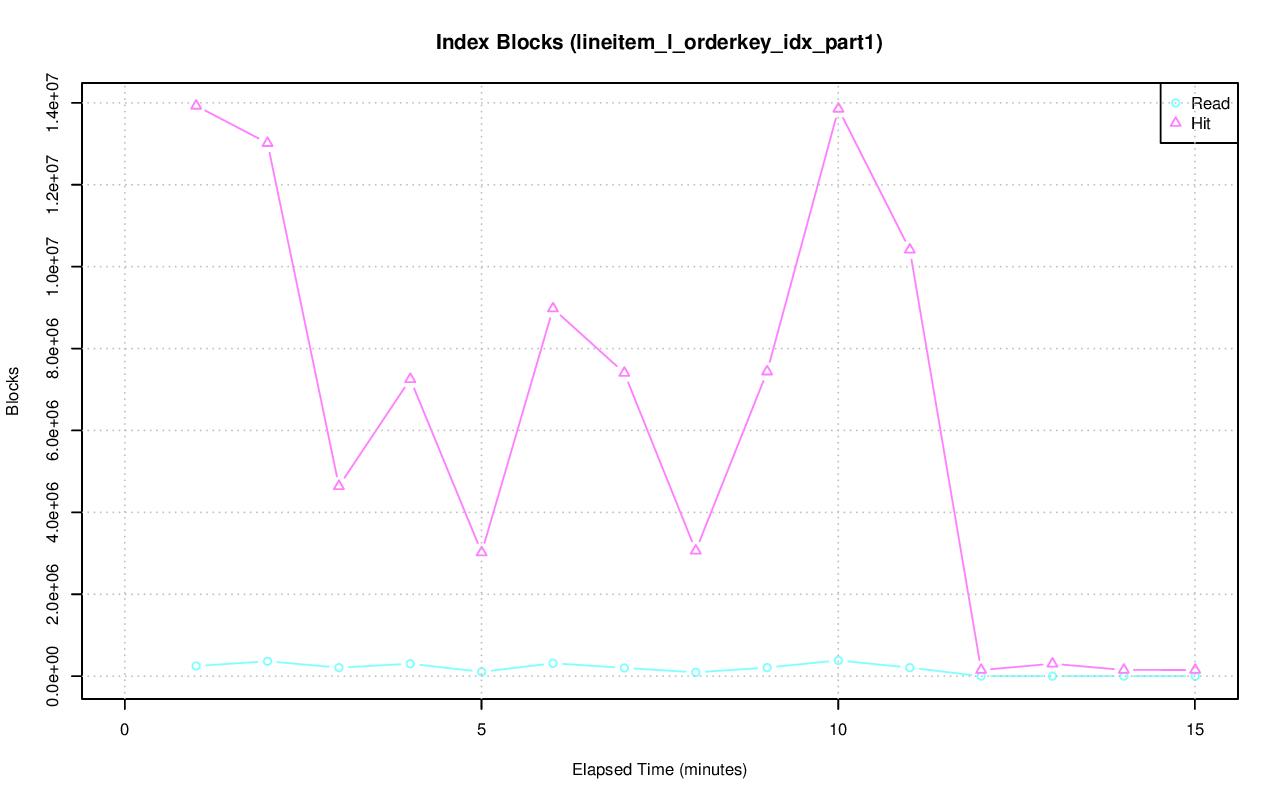 Index Blocks (lineitem_l_orderkey_idx_part1)
1.4e+07
1.2e+07
1.0e+07
8.0e+06
6.0e+06
4.0e+06
2.0e+06
0.0e+00
Blocks
Read
Hit
0 5 10 15
Elapsed Time (minutes)